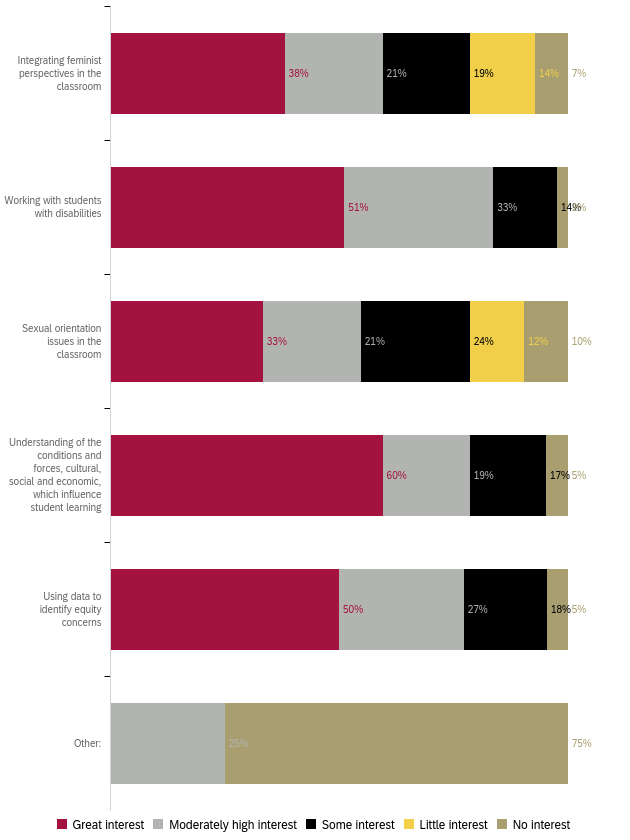 Integrating feminist
perspectives in the
classroom
38% 21% 19% 14% 7%
Working with students
with disabilities
51% 33% 14%
Sexual orientation
issues in the
classroom
33% 21% 24% 12% 10%
Understanding of the
conditions and
forces, cultural,
social and economic,
which influence
student learning
60% 19% 17% 5%
Using data to
identify equity
concerns
50% 27% 18% 5%
Other:
25% 75%
Great interest Moderately high interest Some interest Little interest No interest